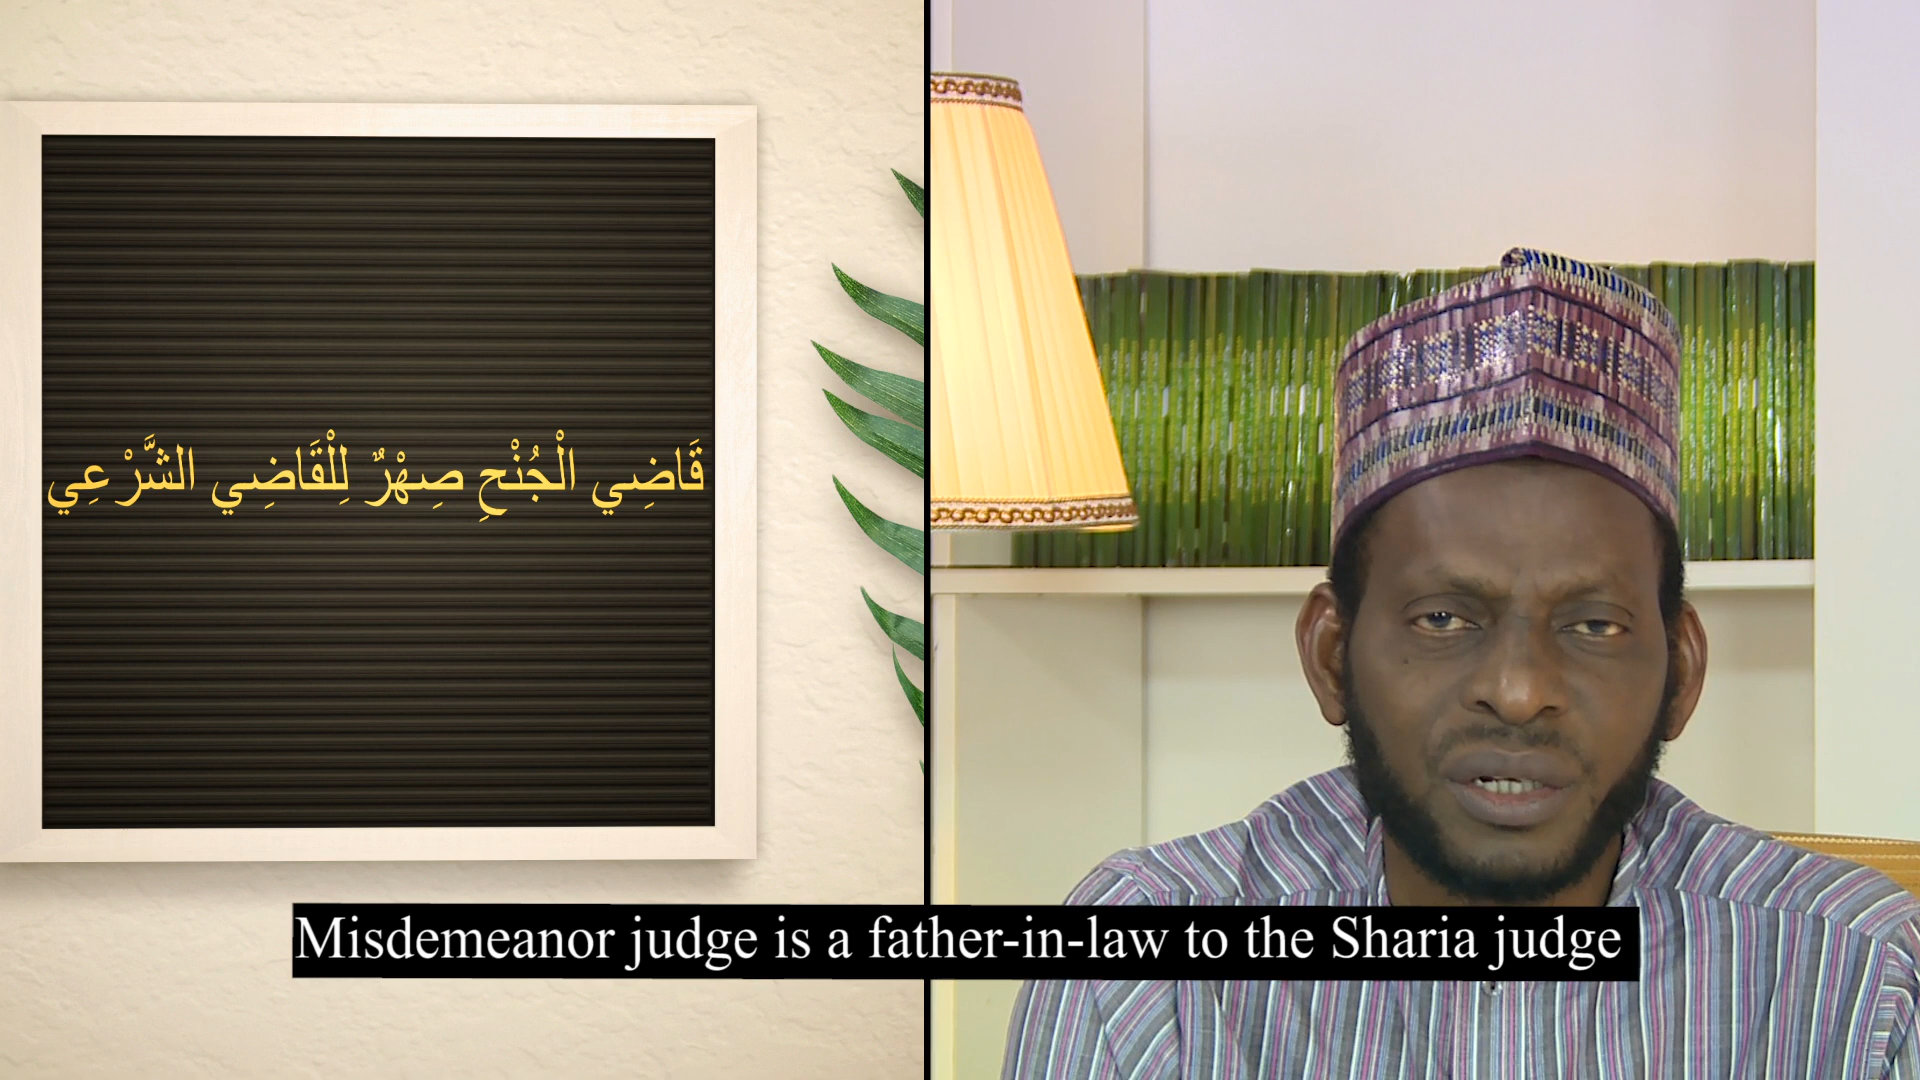 قَاضِي الْجُنْحِ صِهْرٌ لِلْقَاضِي الشَّرْعِي
Misdemeanor judge is a father-in-law to the Sharia judge